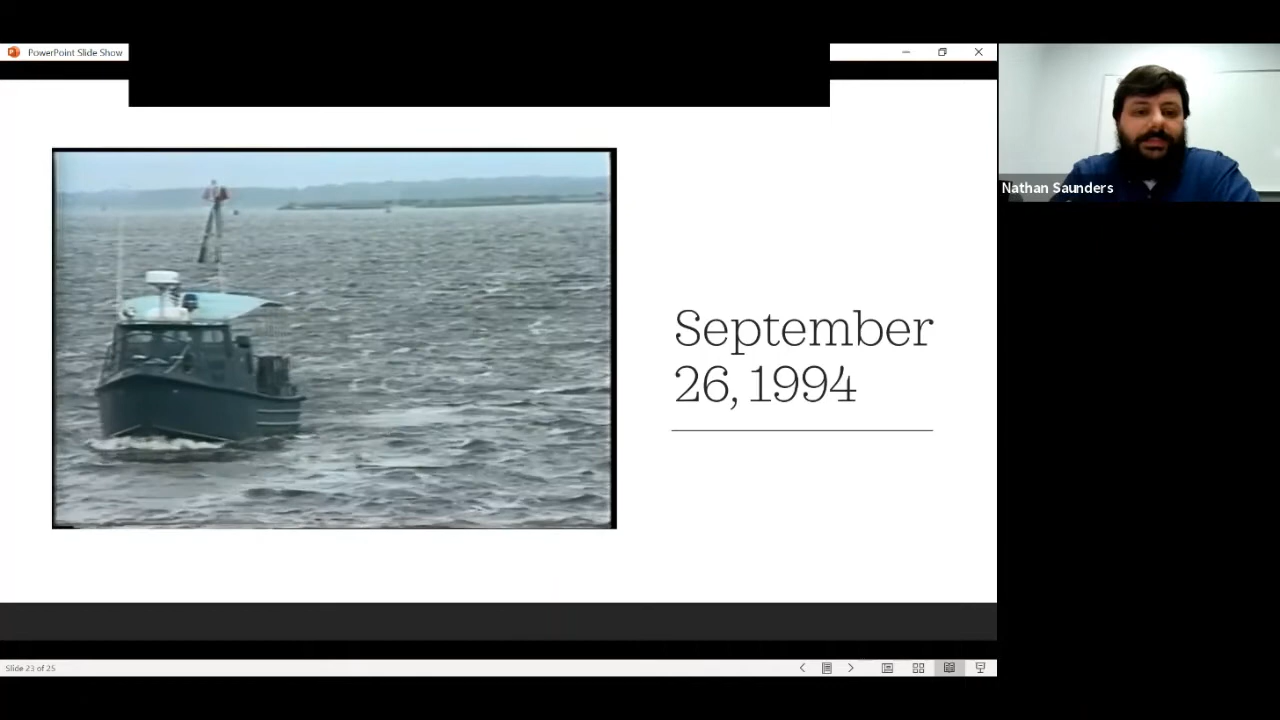 PowerPoint Slide Show
Nathan Saunders
September
26, 1994
Slide 23 of 25